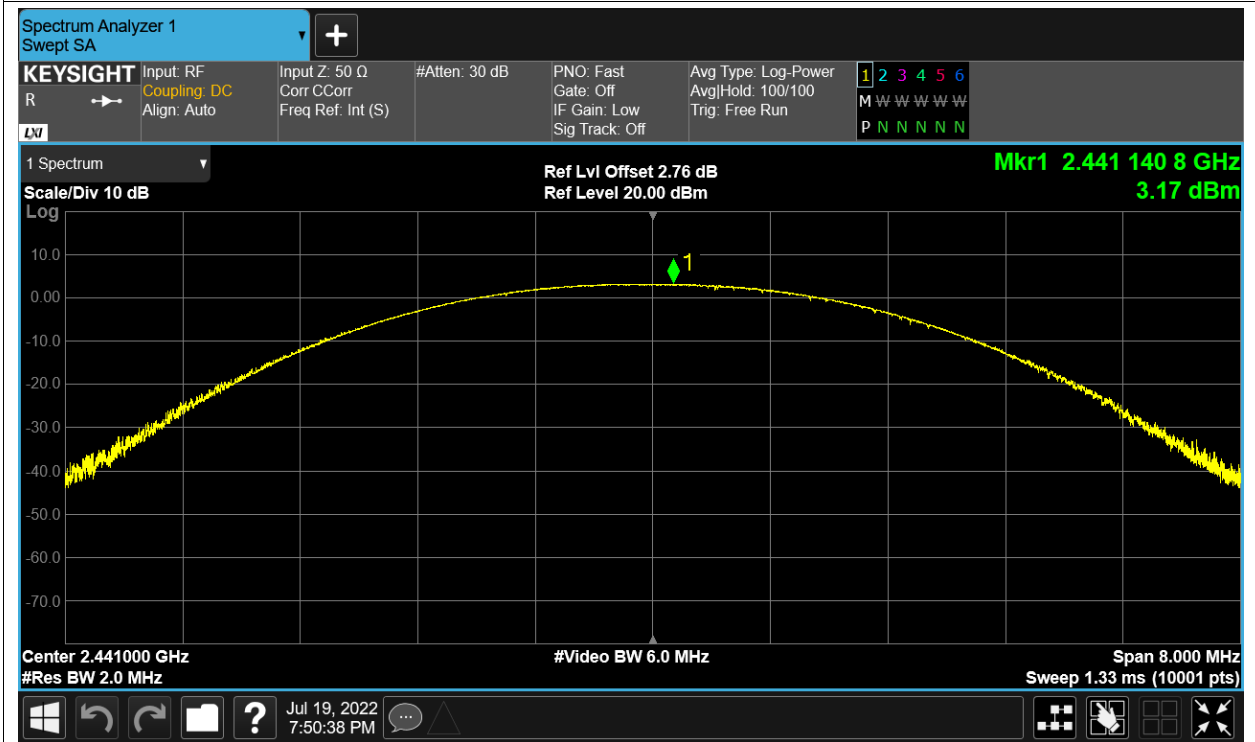 Spectrum Analyzer 1
Swept SA
KEYSIGHT
R
LXI
Input: RF
Coupling: DC
Align: Auto
Input Z: 50 Ω
Corr CCorr
Freq Ref: Int (S)
#Atten: 30 dB
PNO: Fast
Gate: Off
IF Gain: Low
Sig Track: Off
Avg Type: Log-Power
Avg|Hold: 100/100
Trig: Free Run
1 2 3 4 5 6
M W W W W W
P N N N N N
1 Spectrum
Scale/Div 10 dB
Log
Ref Lvl Offset 2.76 dB
Ref Level 20.00 dBm
Mkr1 2.441 140 8 GHz
3.17 dBm
1
10.0
0.00
-10.0
-20.0
-30.0
-40.0
-50.0
-60.0
-70.0
Center 2.441000 GHz
#Res BW 2.0 MHz
#Video BW 6.0 MHz
Span 8.000 MHz
Sweep 1.33 ms (10001 pts)
?
Jul 19, 2022
7:50:38 PM